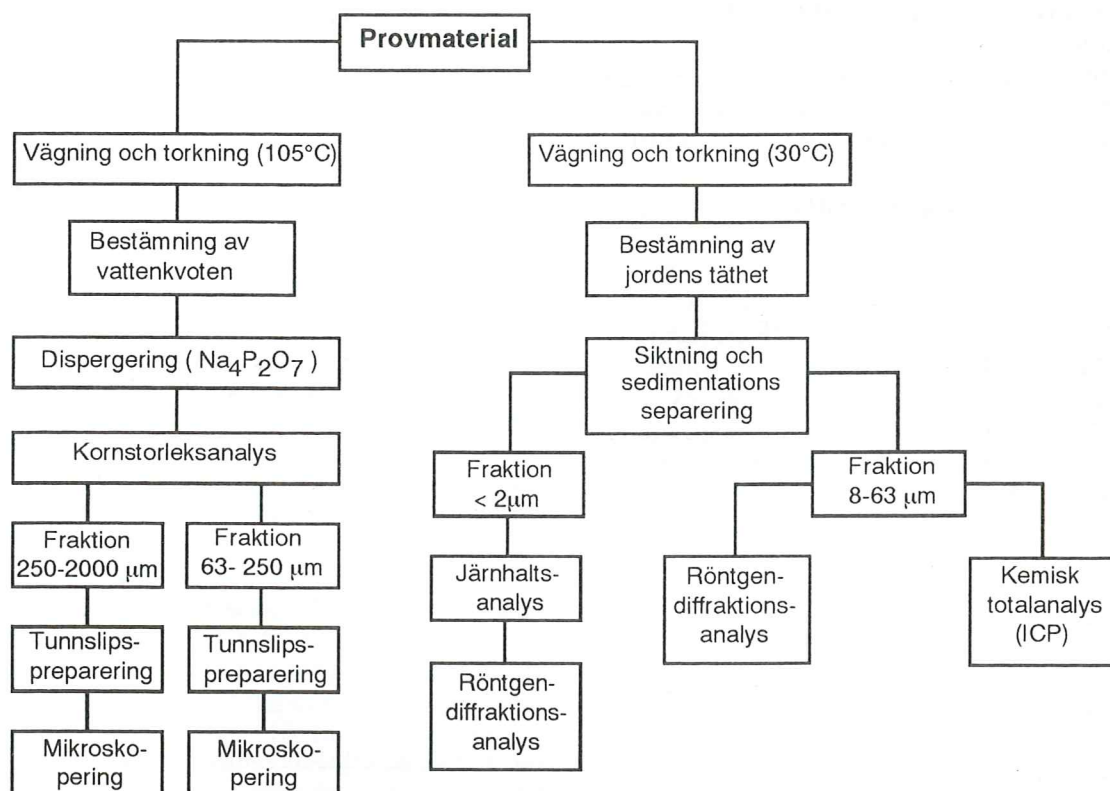 Provmaterial
Vägning och torkning (105°C)
Bestämning av
vattenkvoten
Dispergering ( Na4P2O7 )
Kornstorleksanalys
Fraktion
250-2000 μm
Tunnslips-
preparering
Mikrosko-
pering
Fraktion
63- 250 μm
Tunnslips-
preparering
Mikrosko-
pering
Vägning och torkning (30°C)
Bestämning av
jordens täthet
Siktning och
sedimentations
separering
Fraktion
< 2μm
Järnhalts-
analys
Röntgen-
diffraktions-
analys
Fraktion
8-63 μm
Röntgen-
diffraktions-
analys
Kemisk
totalanalys
(ICP)